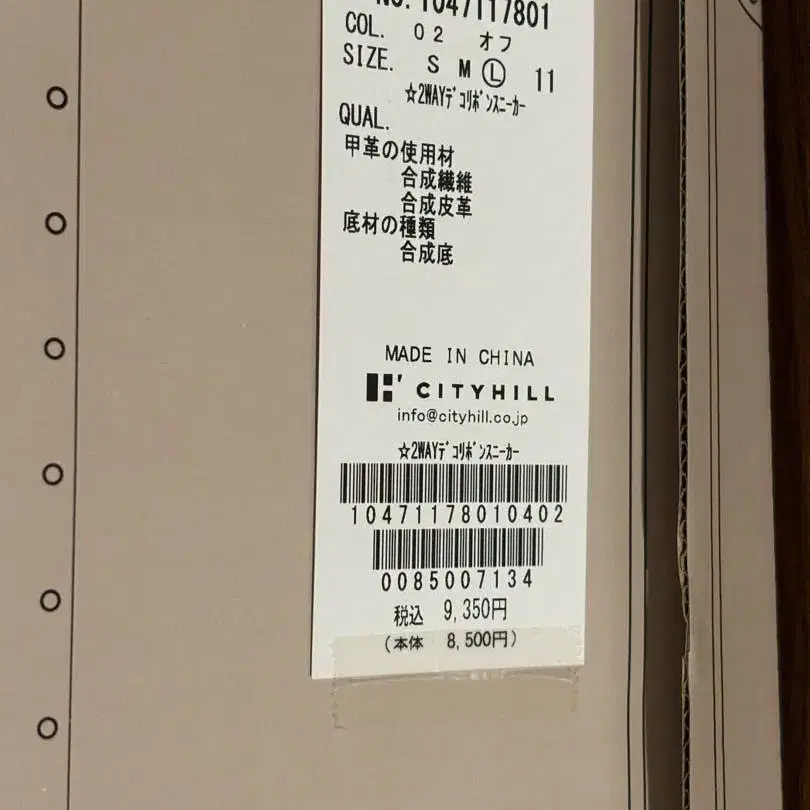 NO. 1047117801
COL. 02 オフ
SIZE. S M Ⓛ 11
☆2WAYデコリボンスニーカー
QUAL.
甲革の使用材
合成繊維
合成皮革
底材の種類
合成底
MADE IN CHINA
CITYHILL
info@cityhill.co.jp
☆2WAYデコリボンスニーカー
10471178010402
0085007134
税込 9,350円
(本体 8,500円)